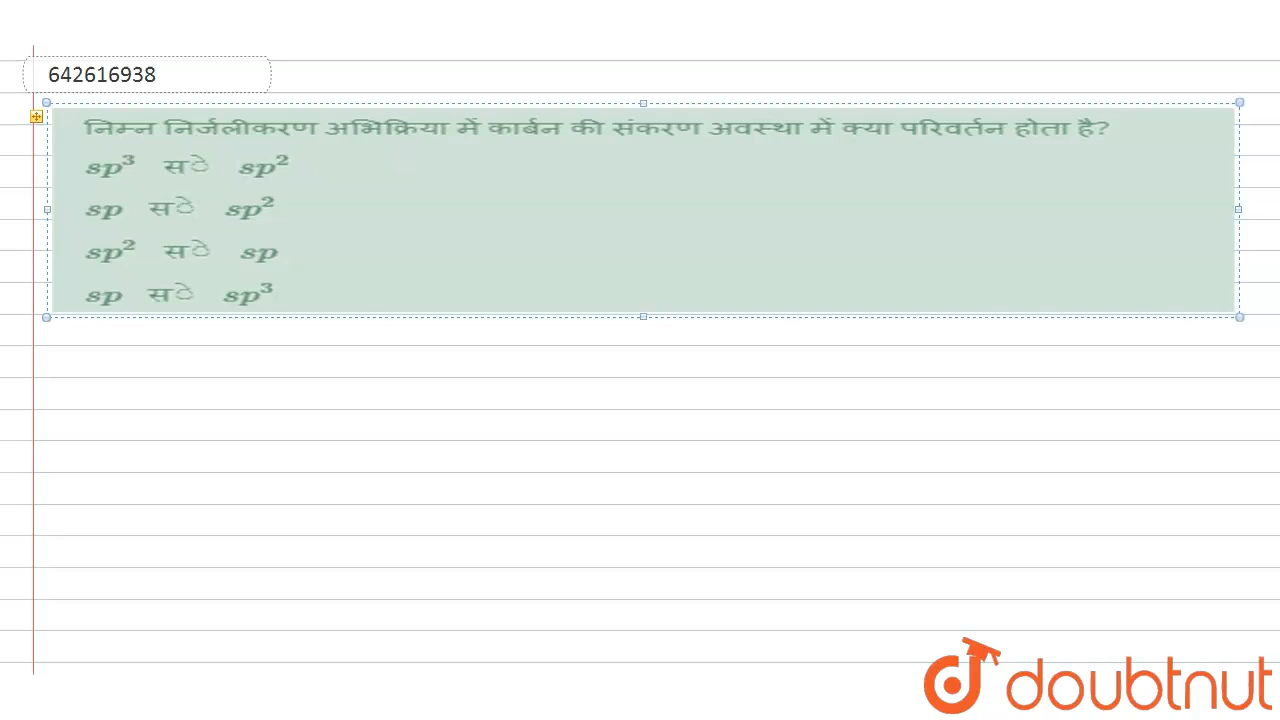 642616938
निम्न निर्जलीकरण अभिक्रिया में कार्बन की संकरण अवस्था में क्या परिवर्तन होता है?
sp³ से sp²
sp से sp²
sp² से sp
sp से sp³
doubtnut